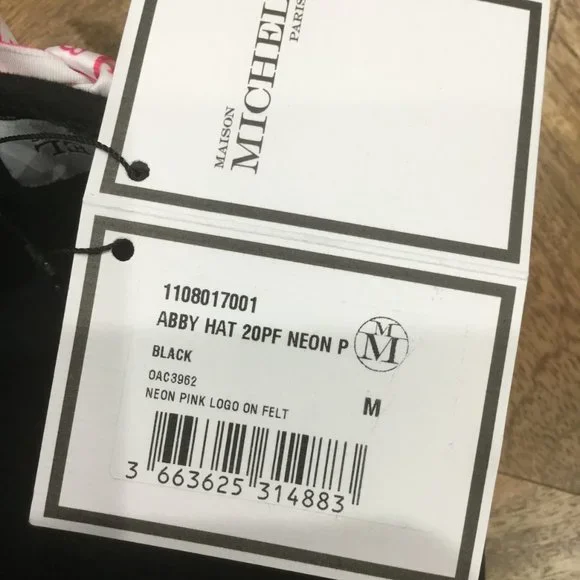 MAISON
MICHEL
PARIS
1108017001
ABBY HAT 20PF NEON P
M
M
BLACK
OAC3962
NEON PINK LOGO ON FELT
M
3 663625 314883